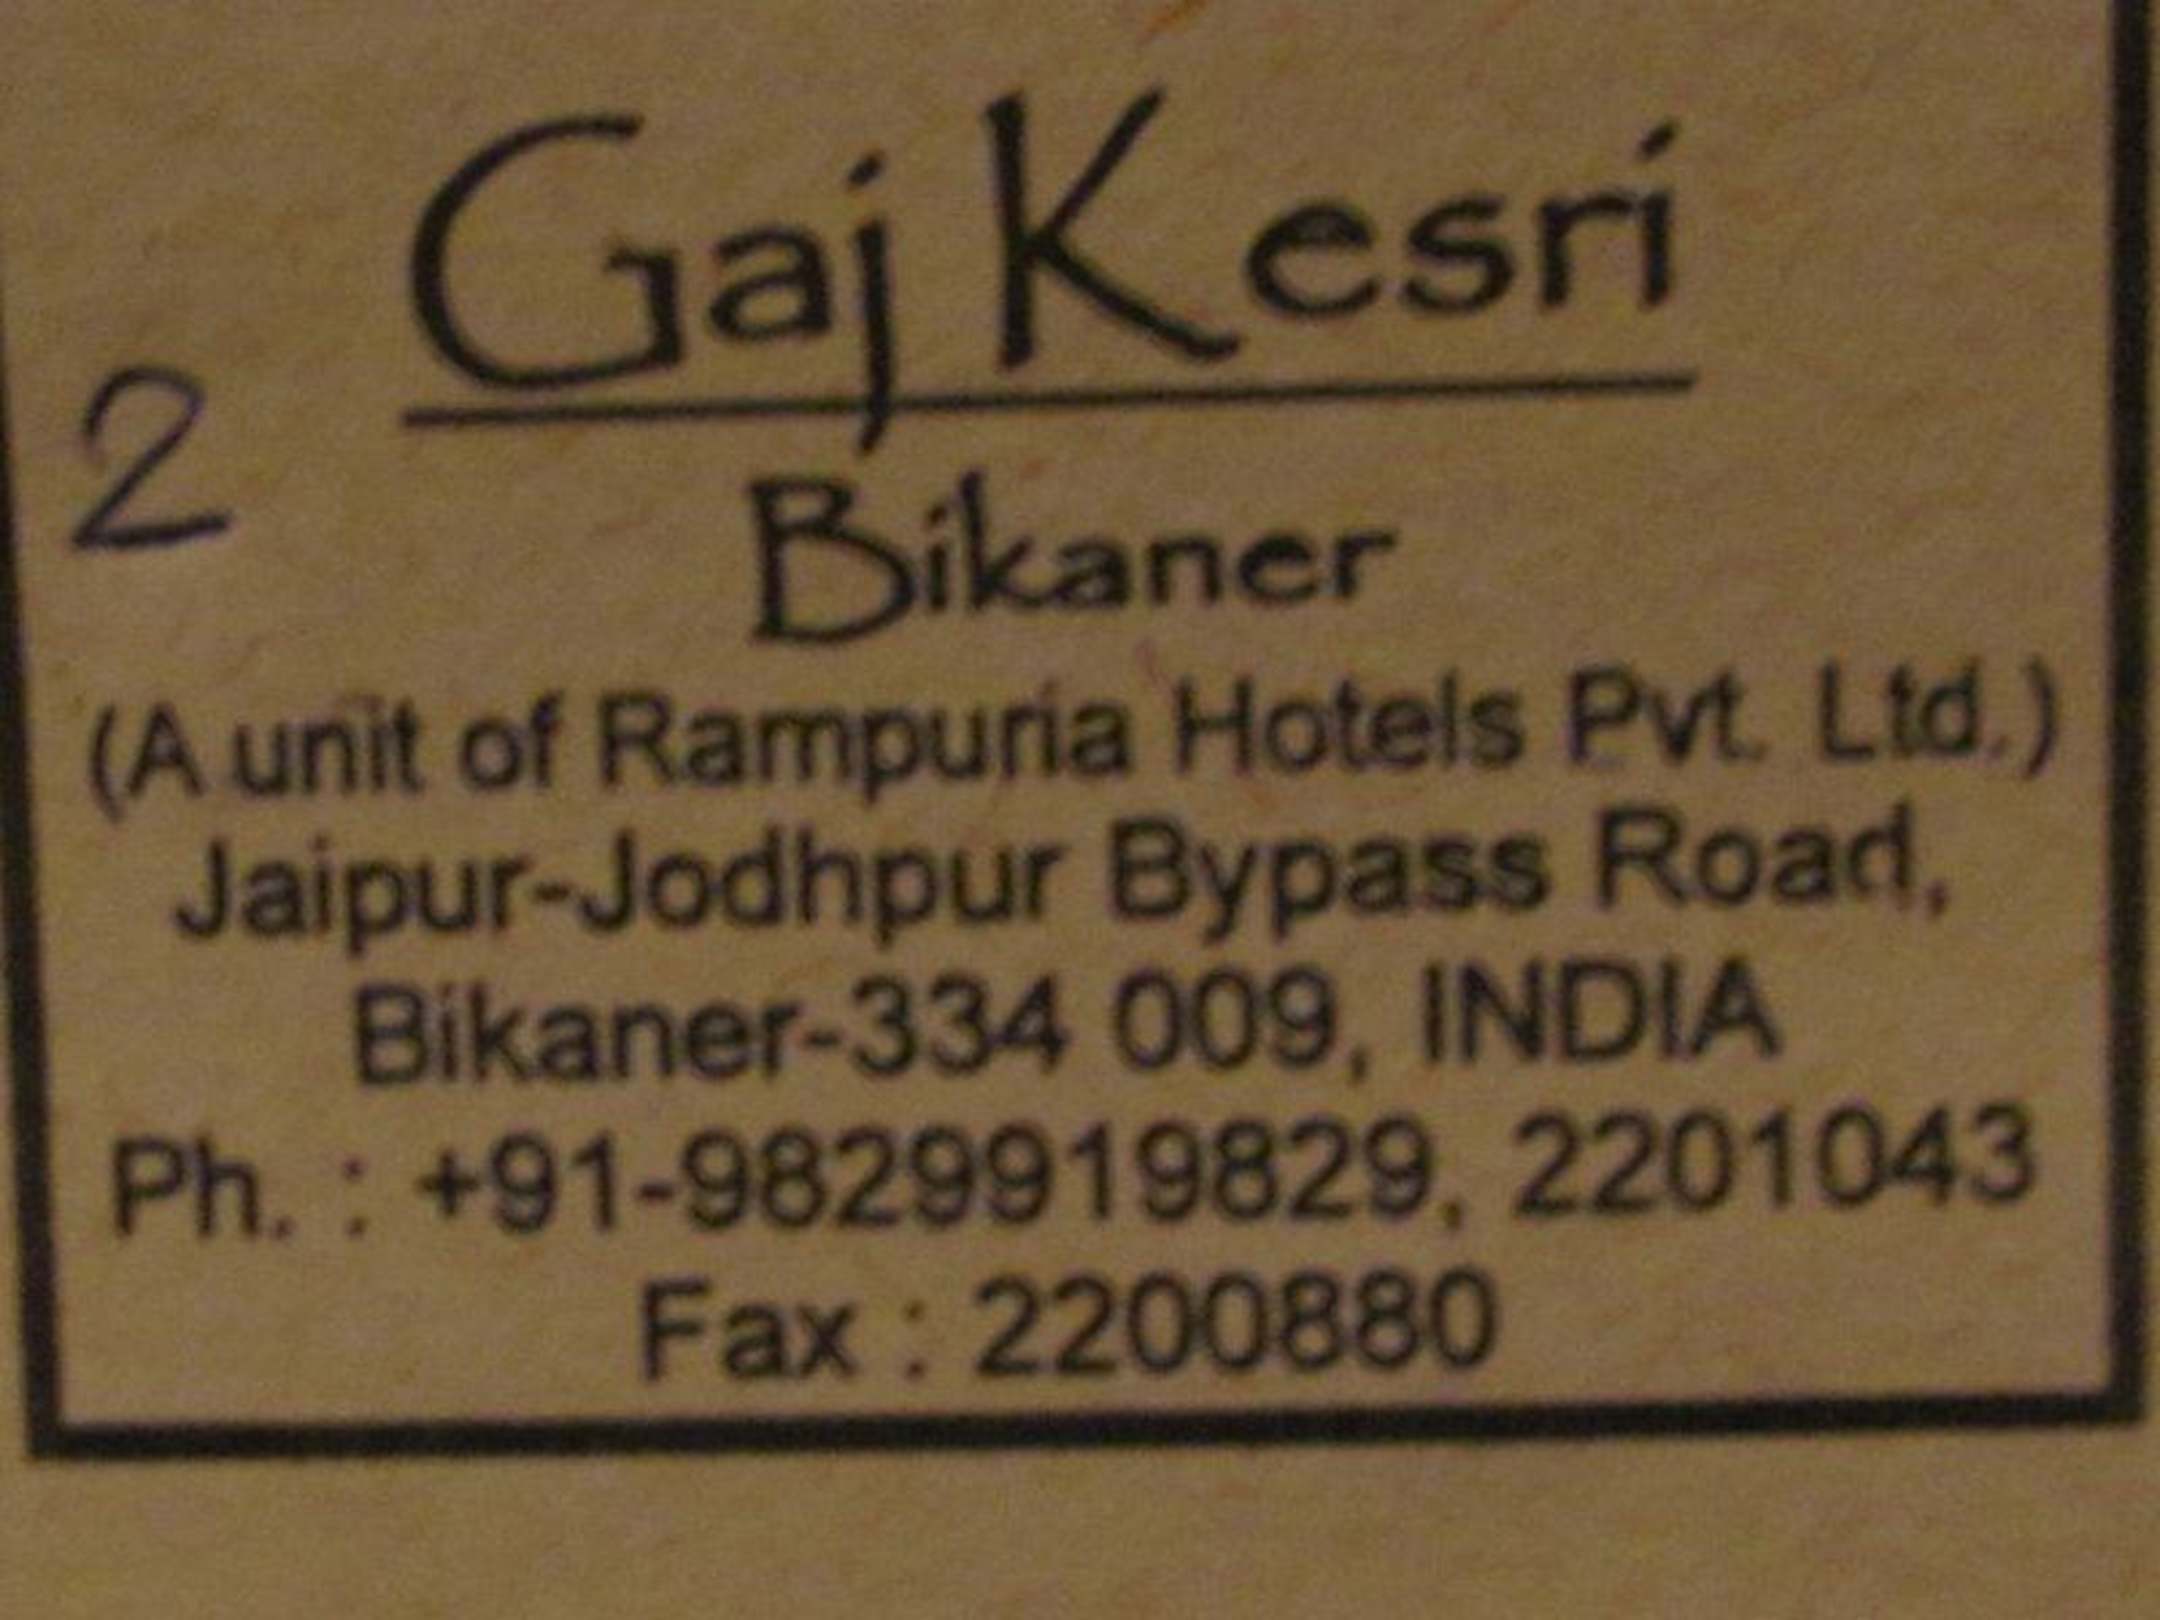 Gaj Kesri
2
Bikaner
(A unit of Rampuria Hotels Pvt. Ltd.)
Jaipur-Jodhpur Bypass Road,
Bikaner-334 009, INDIA
Ph. : +91-9829919829, 2201043
Fax : 2200880